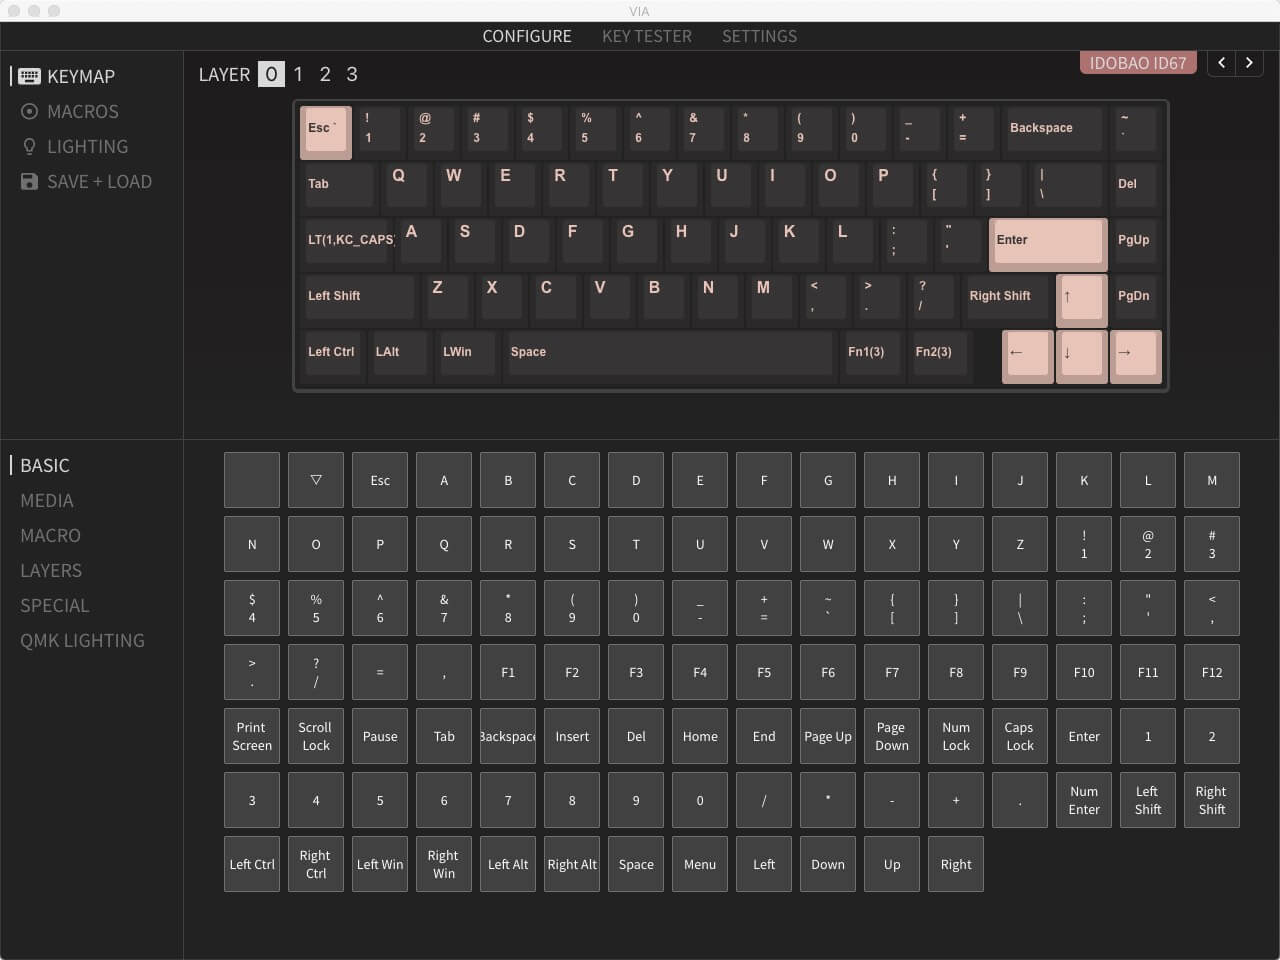 VIA
CONFIGURE KEY TESTER SETTINGS
KEYMAP
MACROS
LIGHTING
SAVE + LOAD
LAYER 0 1 2 3
IDOBAO ID67
Esc ` ! @ # $ % ^ & * ( ) _ + Backspace ~
1 2 3 4 5 6 7 8 9 0 - = `
Tab Q W E R T Y U I O P { } | Del
[ ] \
LT(1,KC_CAPS) A S D F G H J K L : " Enter PgUp
; '
Left Shift Z X C V B N M < > ? Right Shift ↑ PgDn
, . /
Left Ctrl LAlt LWin Space Fn1(3) Fn2(3) ← ↓ →
BASIC
MEDIA
MACRO
LAYERS
SPECIAL
QMK LIGHTING
▽ Esc A B C D E F G H I J K L M
N O P Q R S T U V W X Y Z ! @ #
1 2 3
$ % ^ & * ( ) _ + ~ { } | : " <
4 5 6 7 8 9 0 - = ` [ ] \ ; ' ,
> ? = , F1 F2 F3 F4 F5 F6 F7 F8 F9 F10 F11 F12
. /
Print Scroll Pause Tab Backspace Insert Del Home End Page Up Page Num Caps Enter 1 2
Screen Lock Down Lock Lock
3 4 5 6 7 8 9 0 / * - + . Num Left Right
Enter Shift Shift
Left Ctrl Right Left Win Right Left Alt Right Alt Space Menu Left Down Up Right
Ctrl Win